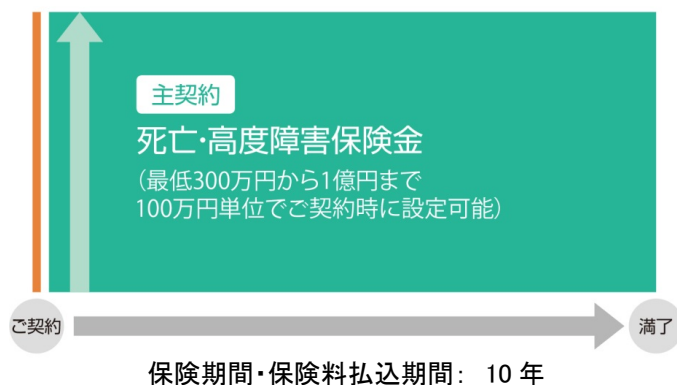 主契約
死亡・高度障害保険金
（最低300万円から1億円まで
100万円単位でご契約時に設定可能）
ご契約
満了
保険期間・保険料払込期間： 10 年